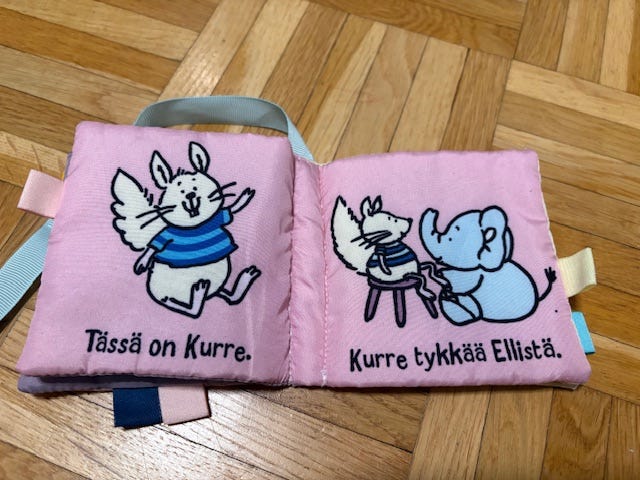 Tässä on Kurre.
Kurre tykkää Ellistä.